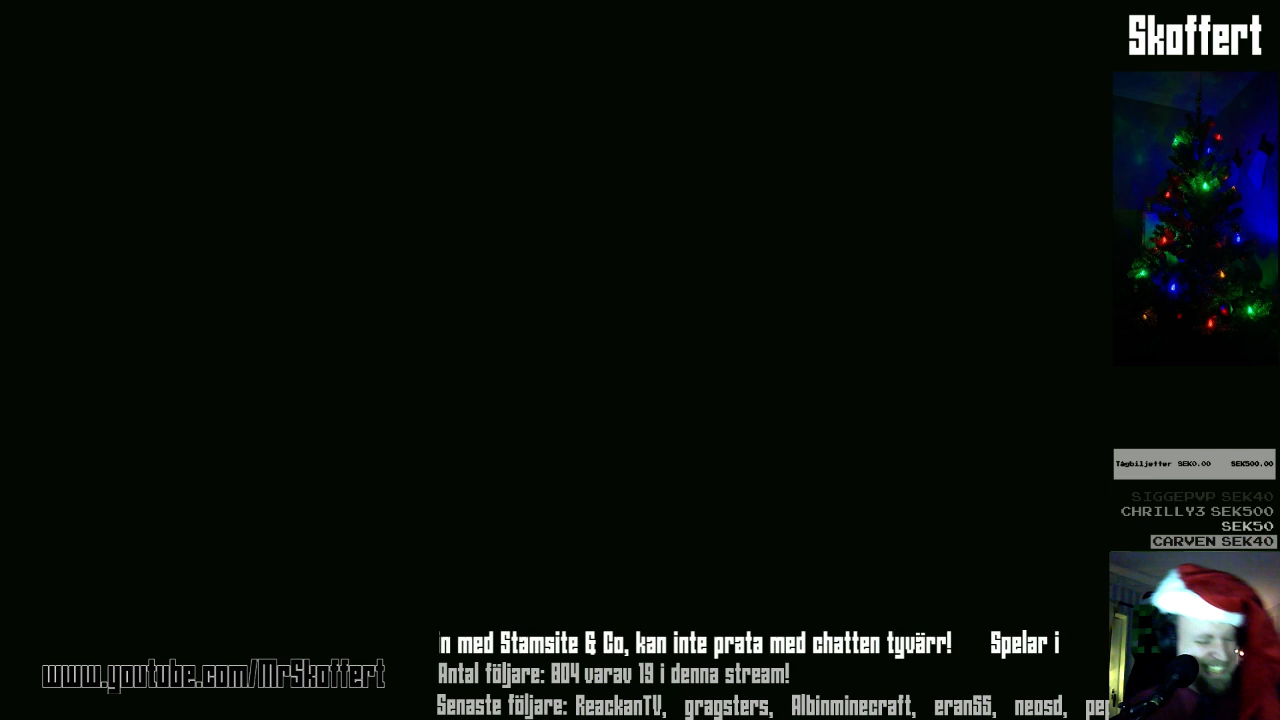 Skoffert
Tågbiljetter SEK0.00 SEK500.00
SIGGEPVP SEK40
CHRILLY3 SEK500
SEK50
CARVEN SEK40
n med Stamsite & Co, kan inte prata med chatten tyvärr! Spelar i
Antal följare: 804 varav 19 i denna stream!
www.youtube.com/MrSkoffert
Senaste följare: ReackanTV, gragsters, Albinminecraft, eranSS, neosd, pe